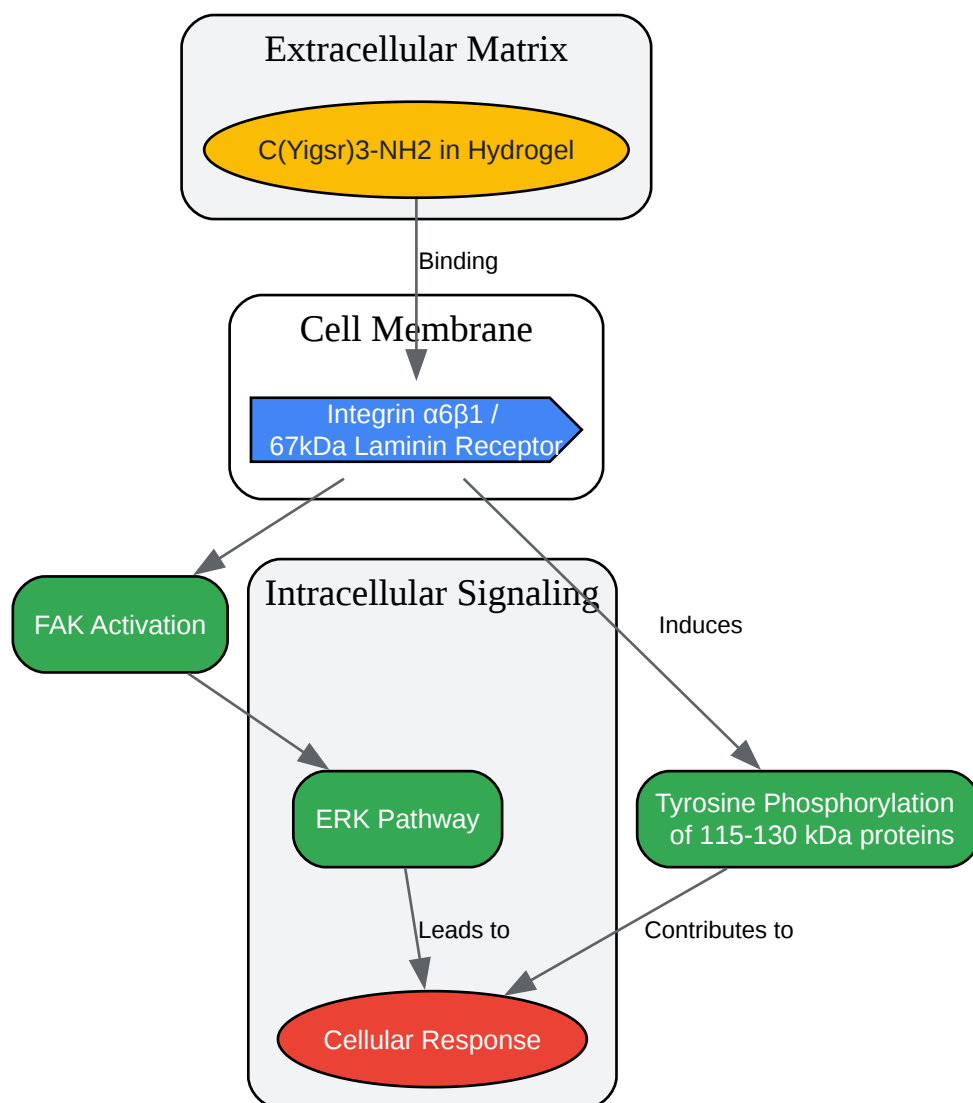 Extracellular Matrix
C(Yigsr)3-NH2 in Hydrogel
Binding
Cell Membrane
Integrin α6β1 /
67kDa Laminin Receptor
Intracellular Signaling
FAK Activation
Induces
ERK Pathway
Tyrosine Phosphorylation
of 115-130 kDa proteins
Leads to
Contributes to
Cellular Response